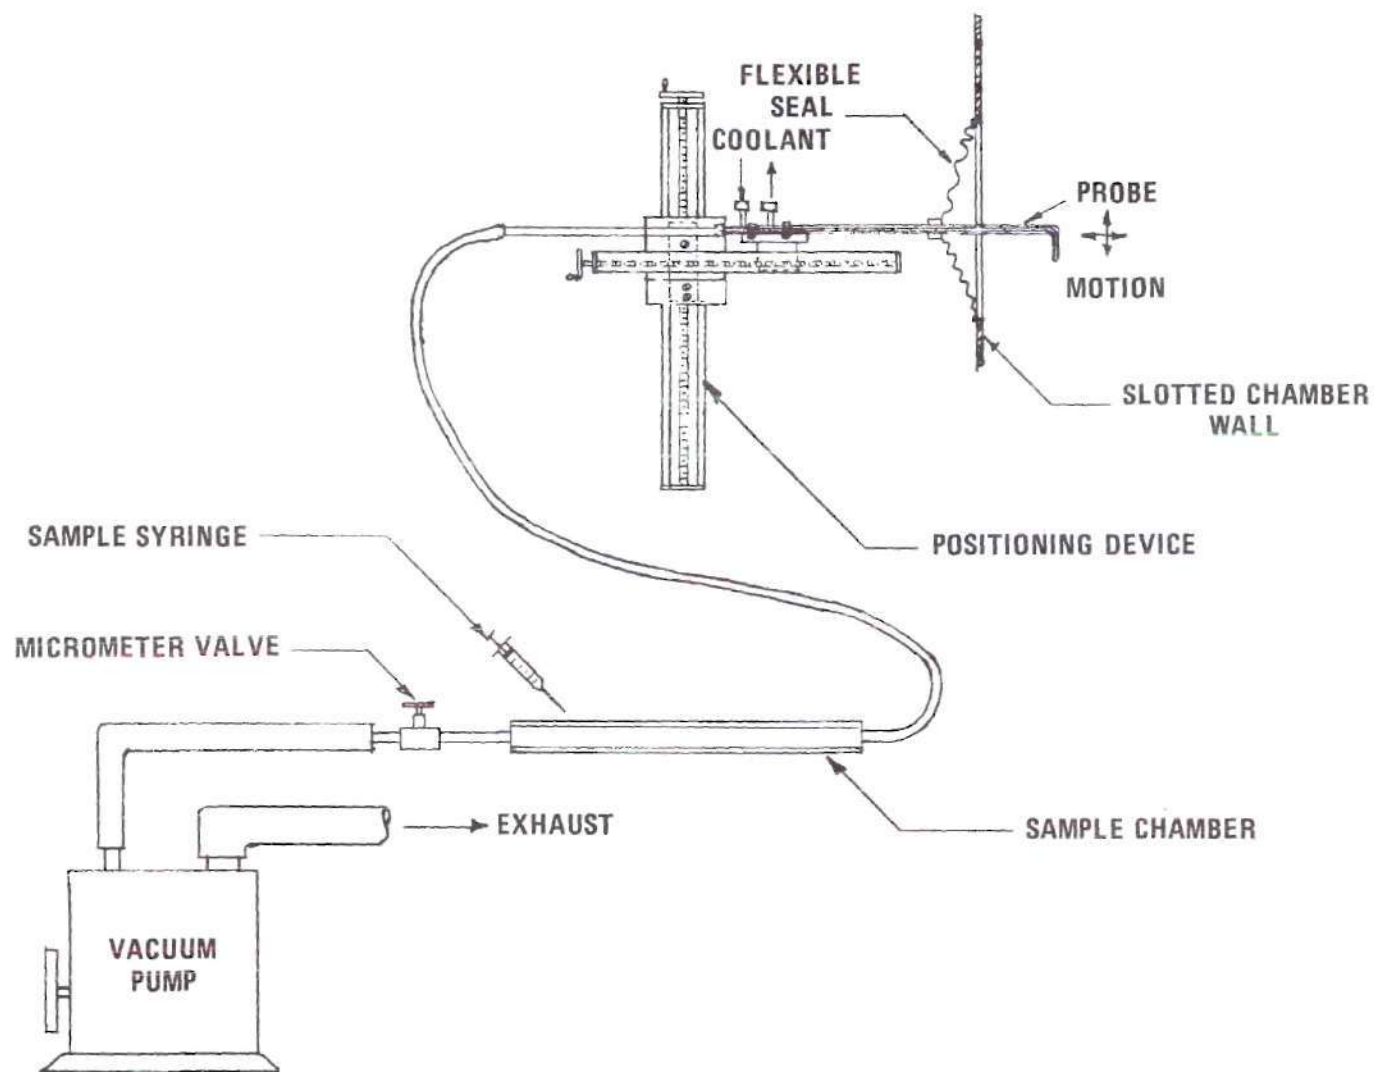 FLEXIBLE
SEAL
COOLANT
PROBE
MOTION
SLOTTED CHAMBER
WALL
POSITIONING DEVICE
SAMPLE SYRINGE
MICROMETER VALVE
EXHAUST
SAMPLE CHAMBER
VACUUM
PUMP